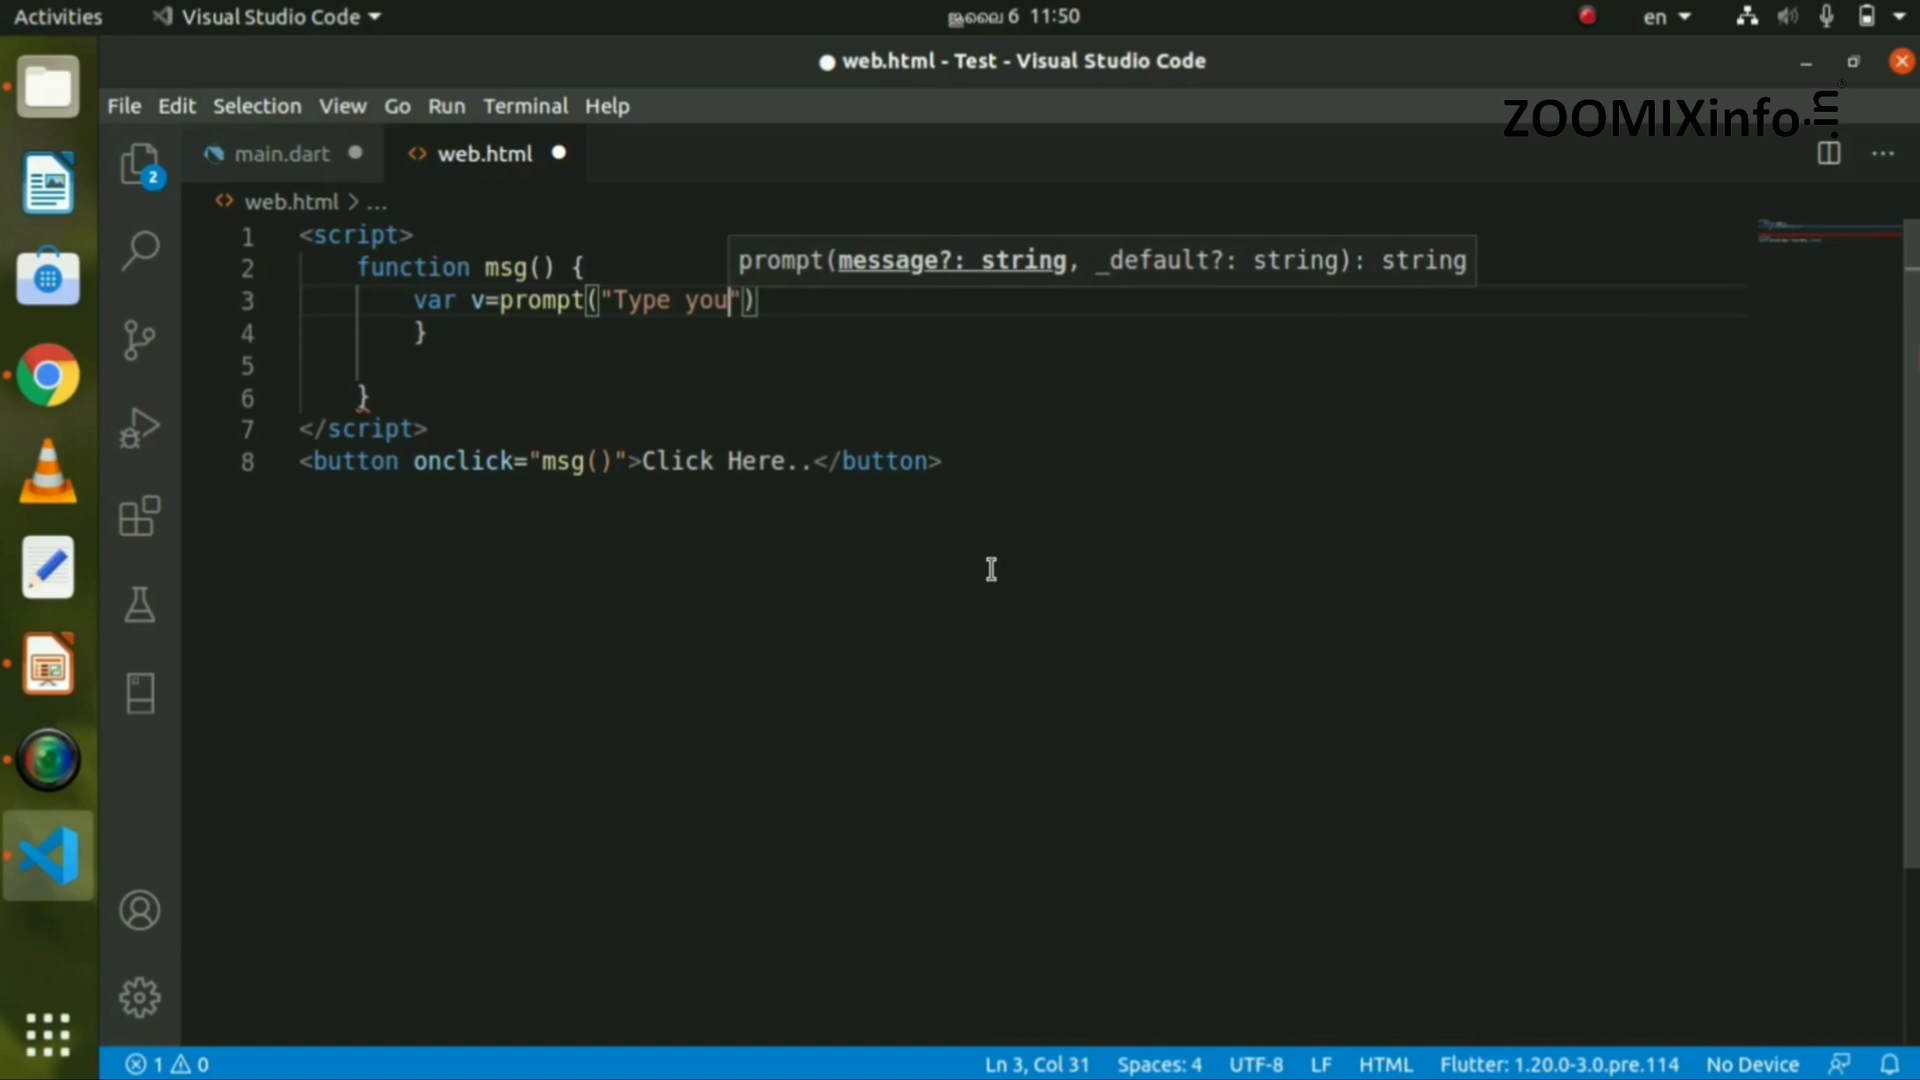 Activities
Visual Studio Code
ജൂലൈ 6 11:50
en
web.html - Test - Visual Studio Code
File Edit Selection View Go Run Terminal Help
ZOOMIXinfo.in
2
main.dart
web.html
web.html > ...
prompt(message?: string, _default?: string): string
1 <script>
2 function msg() {
3 var v=prompt("Type you")
4 }
5
6 }
7 </script>
8 <button onclick="msg()">Click Here..</button>
1 0
Ln 3, Col 31 Spaces: 4 UTF-8 LF HTML Flutter: 1.20.0-3.0.pre.114 No Device